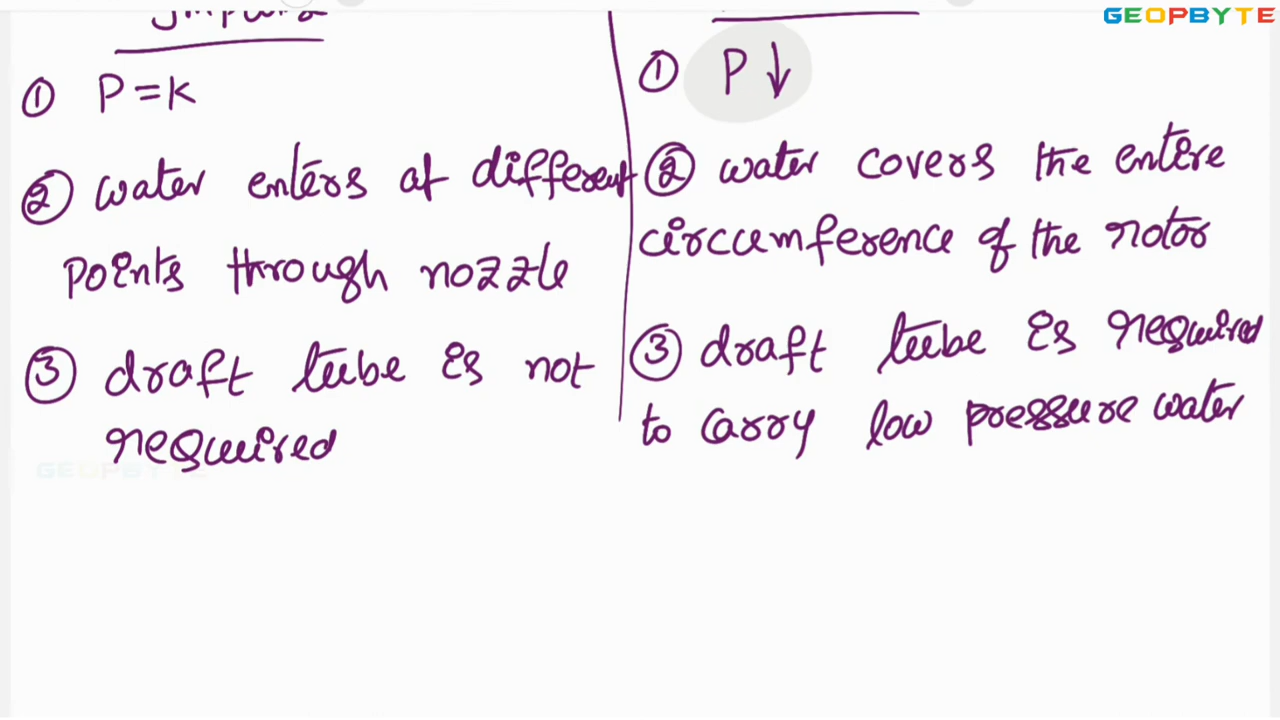 GEOPBYTE
① P = K
② water enters at different
points through nozzle
③ draft tube is not
required
① P ↓
② water covers the entire
circumference of the rotor
③ draft tube is required
to carry low pressure water
GEOPBYTE